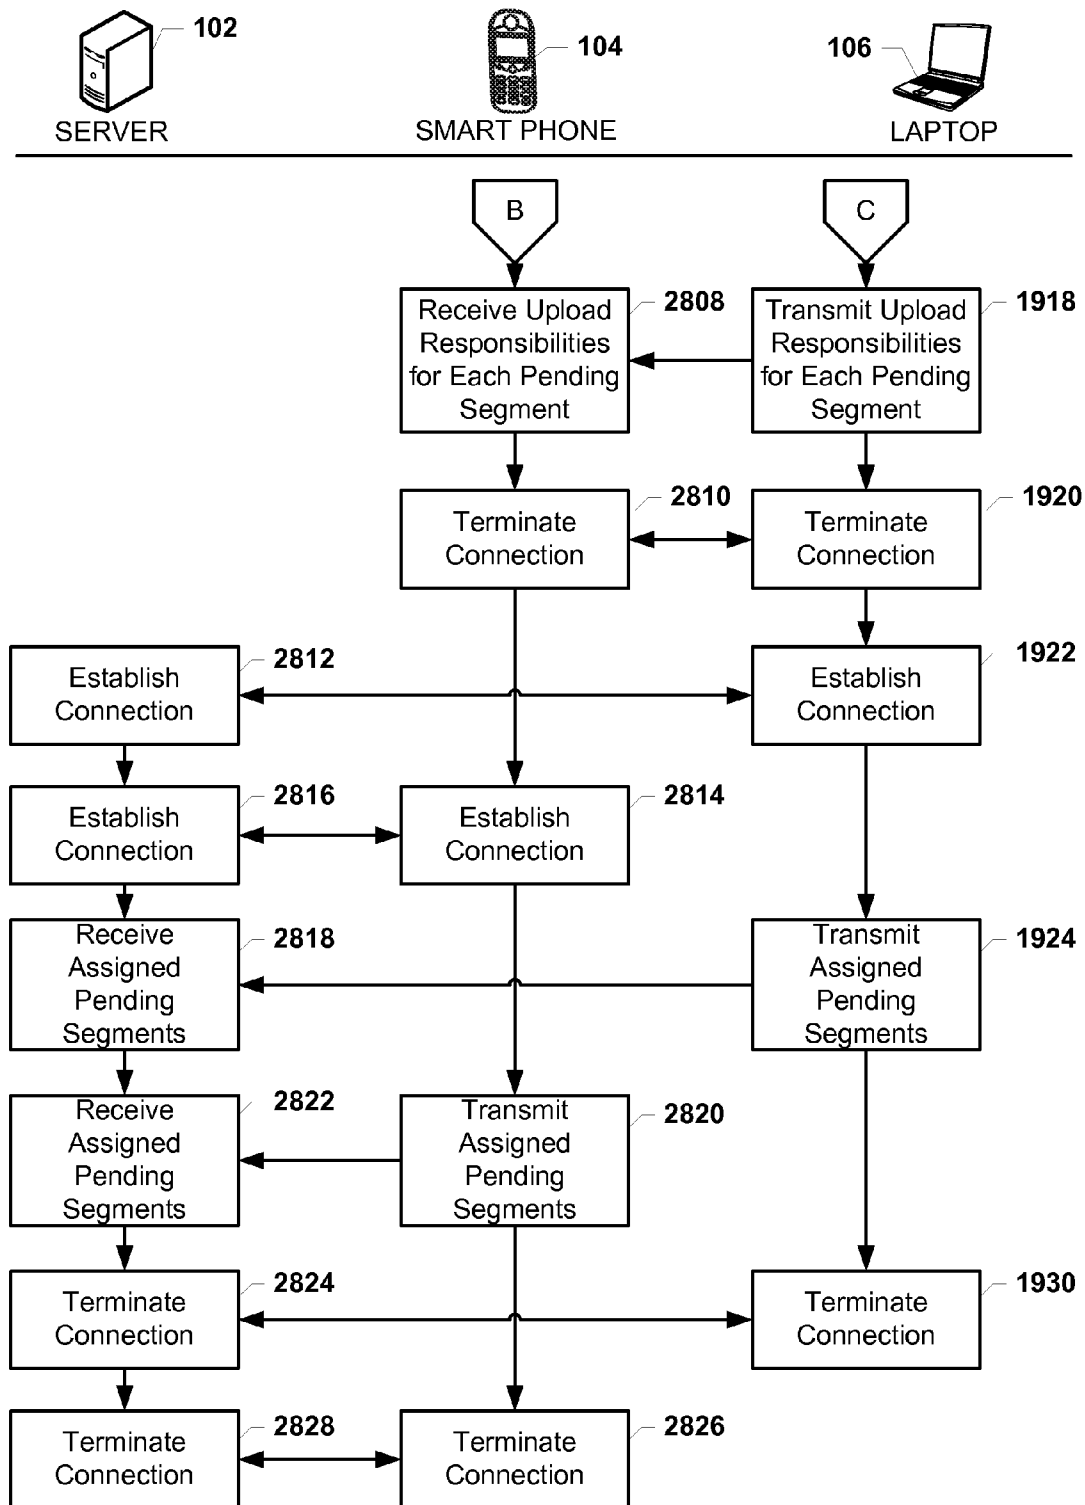 102
104
106
SERVER
SMART PHONE
LAPTOP
B
C
Receive Upload
Responsibilities
for Each Pending
Segment
2808
Transmit Upload
Responsibilities
for Each Pending
Segment
1918
Terminate
Connection
2810
Terminate
Connection
1920
Establish
Connection
2812
Establish
Connection
1922
Establish
Connection
2816
Establish
Connection
2814
Receive
Assigned
Pending
Segments
2818
Transmit
Assigned
Pending
Segments
1924
Receive
Assigned
Pending
Segments
2822
Transmit
Assigned
Pending
Segments
2820
Terminate
Connection
2824
Terminate
Connection
1930
Terminate
Connection
2828
Terminate
Connection
2826